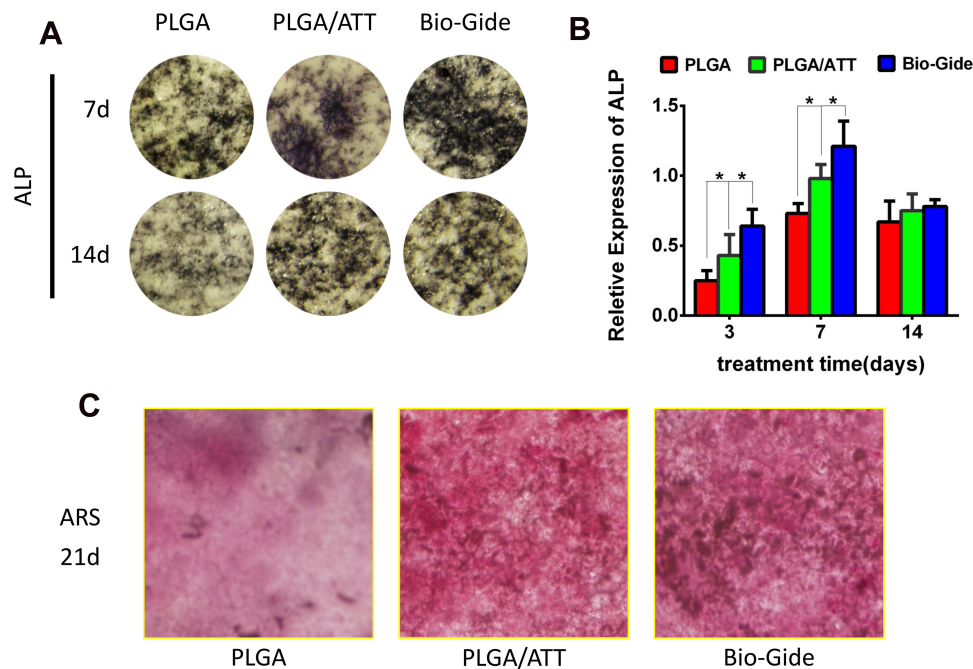 A
PLGA PLGA/ATT Bio-Gide
ALP
7d
14d
B
PLGA PLGA/ATT Bio-Gide
Reletive Expression of ALP
1.5
1.0
0.5
0.0
* *
* *
3 7 14
treatment time(days)
C
ARS
21d
PLGA PLGA/ATT Bio-Gide